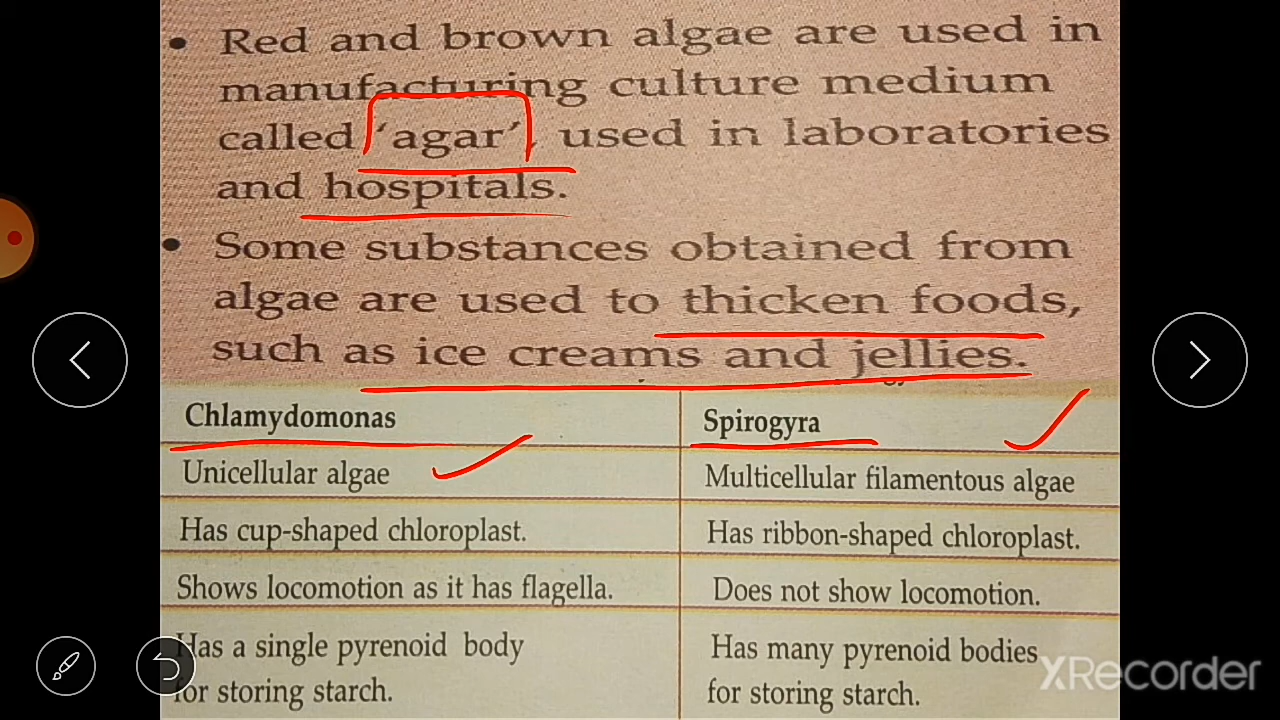 • Red and brown algae are used in
manufacturing culture medium
called 'agar', used in laboratories
and hospitals.
• Some substances obtained from
algae are used to thicken foods,
such as ice creams and jellies.
Chlamydomonas Spirogyra
Unicellular algae Multicellular filamentous algae
Has cup-shaped chloroplast. Has ribbon-shaped chloroplast.
Shows locomotion as it has flagella. Does not show locomotion.
Has a single pyrenoid body Has many pyrenoid bodies
for storing starch. for storing starch.
XRecorder